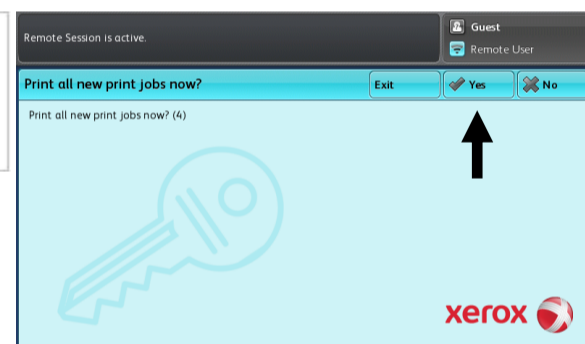 Remote Session is active.
Guest
Remote User
Print all new print jobs now?
Exit
Yes
No
Print all new print jobs now? (4)
xerox